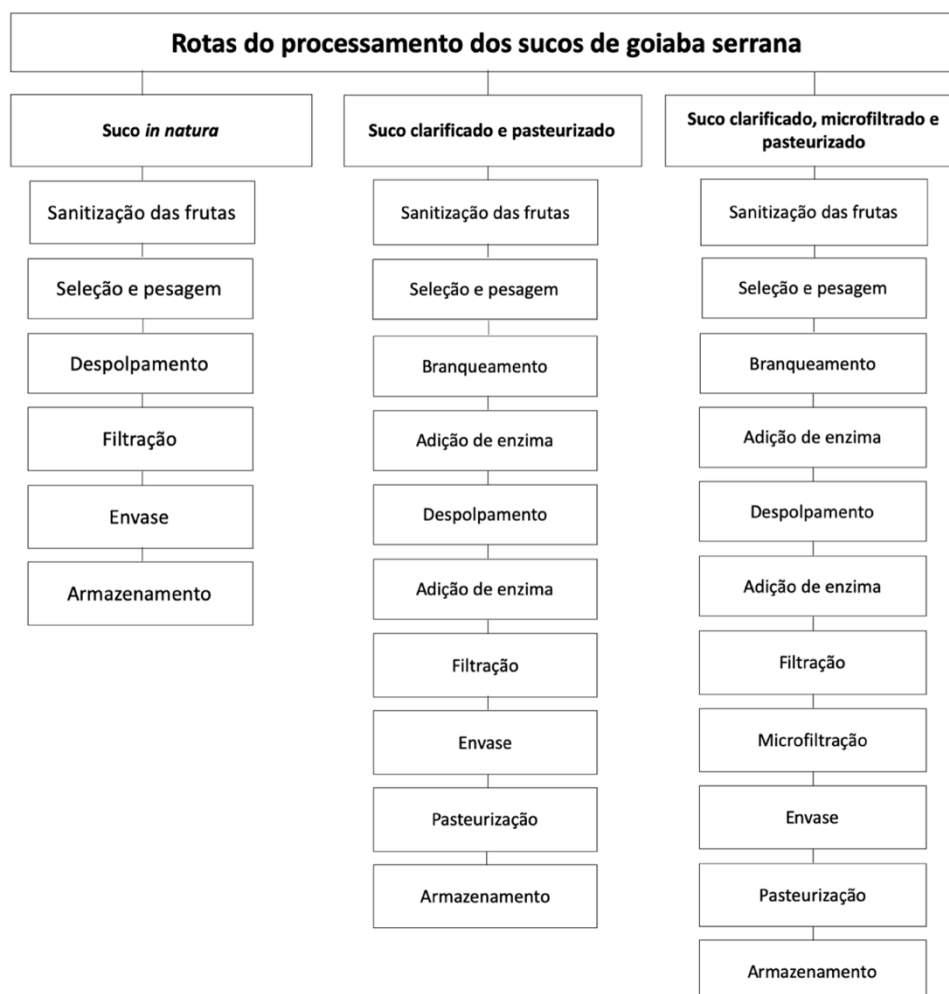 Rotas do processamento dos sucos de goiaba serrana
Suco in natura
Sanitização das frutas
Seleção e pesagem
Despolpamento
Filtração
Envase
Armazenamento
Suco clarificado e pasteurizado
Sanitização das frutas
Seleção e pesagem
Branqueamento
Adição de enzima
Despolpamento
Adição de enzima
Filtração
Envase
Pasteurização
Armazenamento
Suco clarificado, microfiltrado e
pasteurizado
Sanitização das frutas
Seleção e pesagem
Branqueamento
Adição de enzima
Despolpamento
Adição de enzima
Filtração
Microfiltração
Envase
Pasteurização
Armazenamento